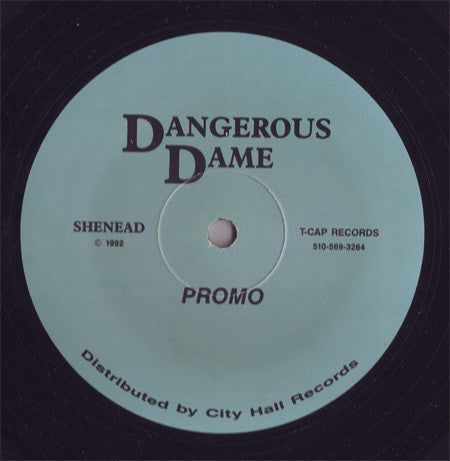 DANGEROUS
DAME
SHENEAD
© 1992
T-CAP RECORDS
510-569-3264
PROMO
Distributed by City Hall Records